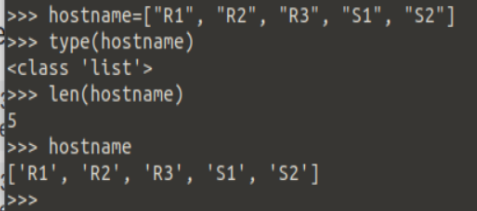 >>> hostname=["R1", "R2", "R3", "S1", "S2"]
>>> type(hostname)
<class 'list'>
>>> len(hostname)
5
>>> hostname
['R1', 'R2', 'R3', 'S1', 'S2']
>>>